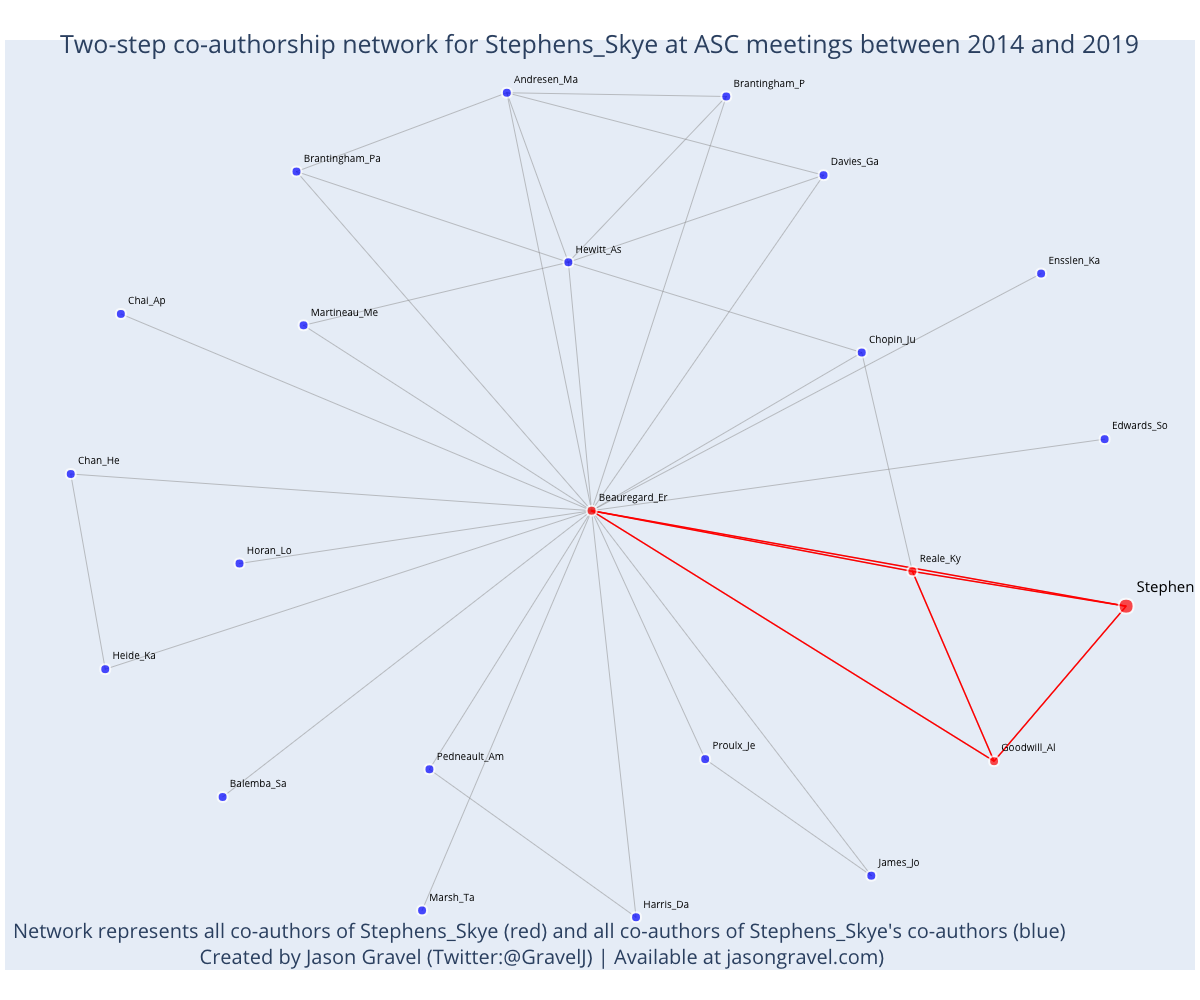 Two-step co-authorship network for Stephens_Skye at ASC meetings between 2014 and 2019
Andresen_Ma
Brantingham_P
Brantingham_Pa
Davies_Ga
Hewitt_As
Ensslen_Ka
Chai_Ap
Martineau_Me
Chopin_Ju
Edwards_So
Chan_He
Beauregard_Er
Horan_Lo
Reale_Ky
Stephen
Heide_Ka
Goodwill_Al
Proulx_Je
Pedneault_Am
Balemba_Sa
James_Jo
Marsh_Ta
Harris_Da
Network represents all co-authors of Stephens_Skye (red) and all co-authors of Stephens_Skye's co-authors (blue)
Created by Jason Gravel (Twitter:@GravelJ) | Available at jasongravel.com)